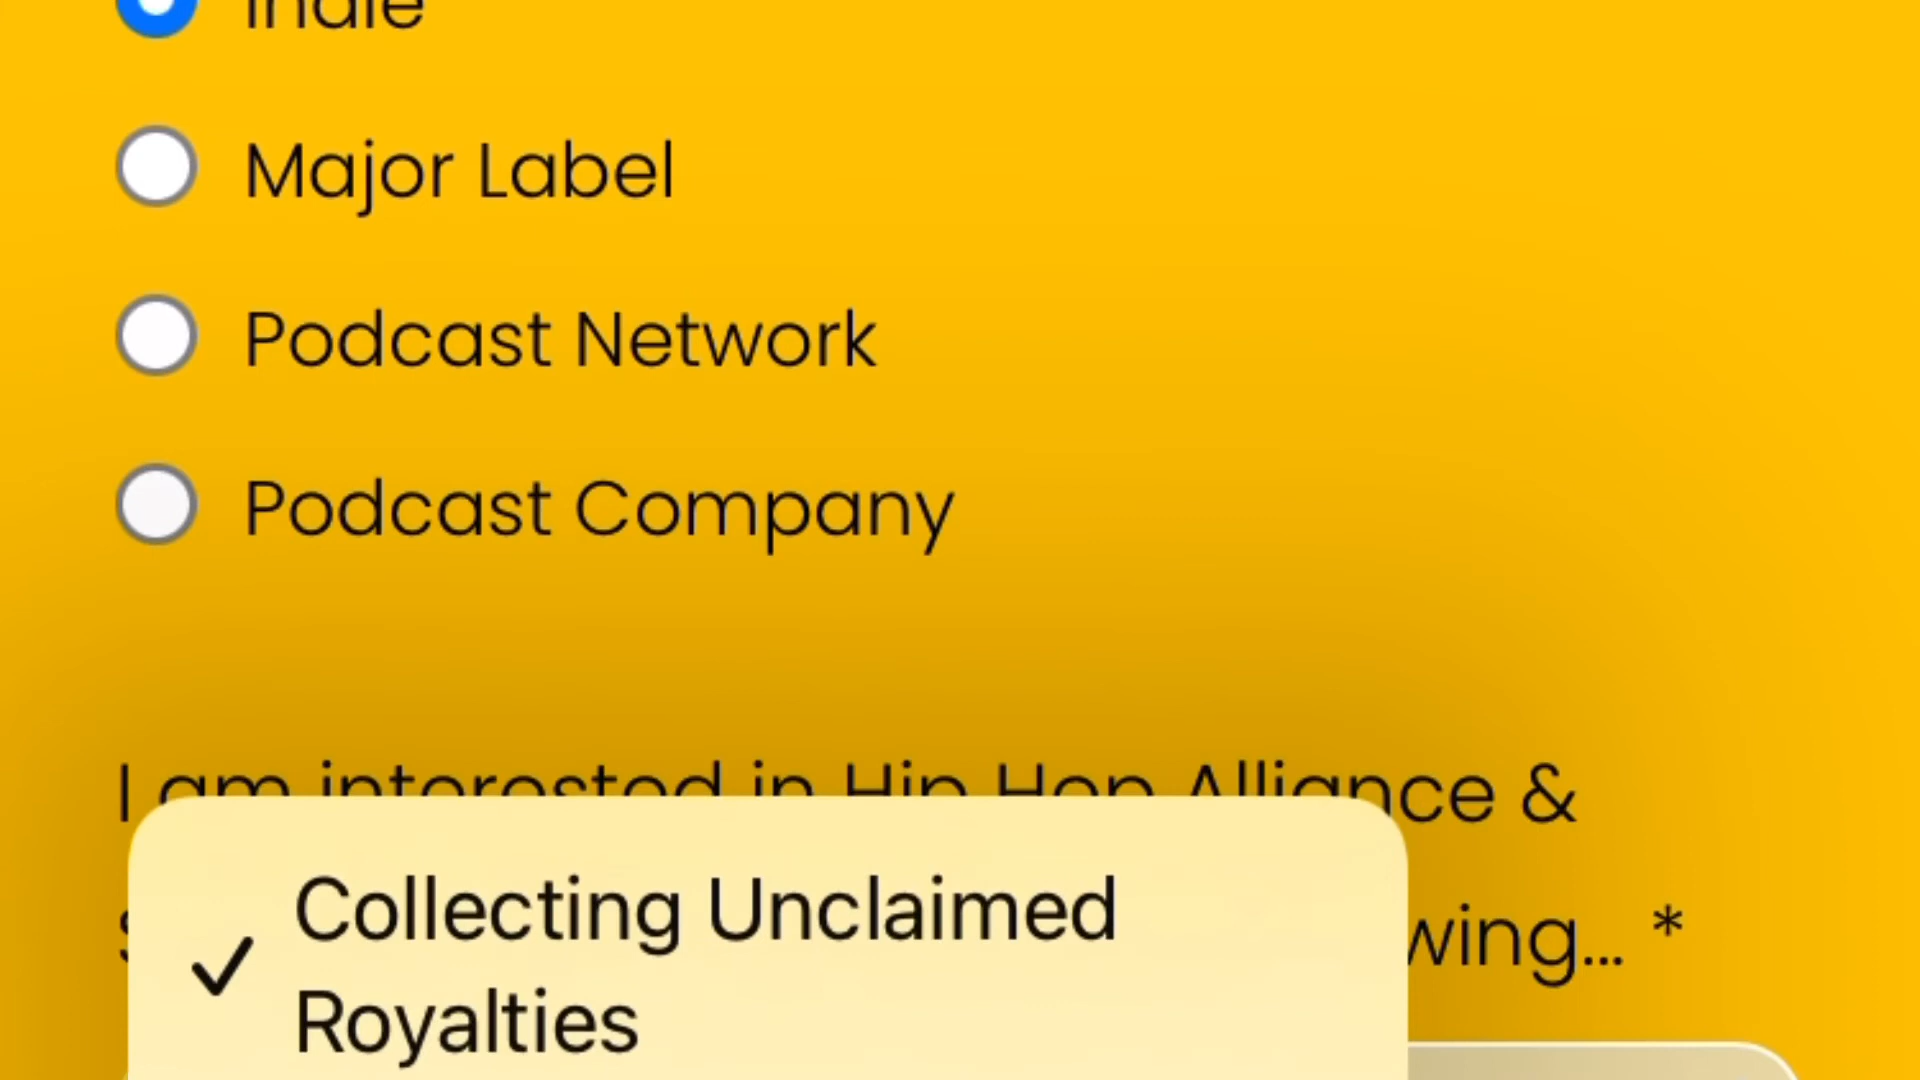 Indie
Major Label
Podcast Network
Podcast Company
I am interested in Hip Hop Alliance &
wing... *
Collecting Unclaimed
Royalties